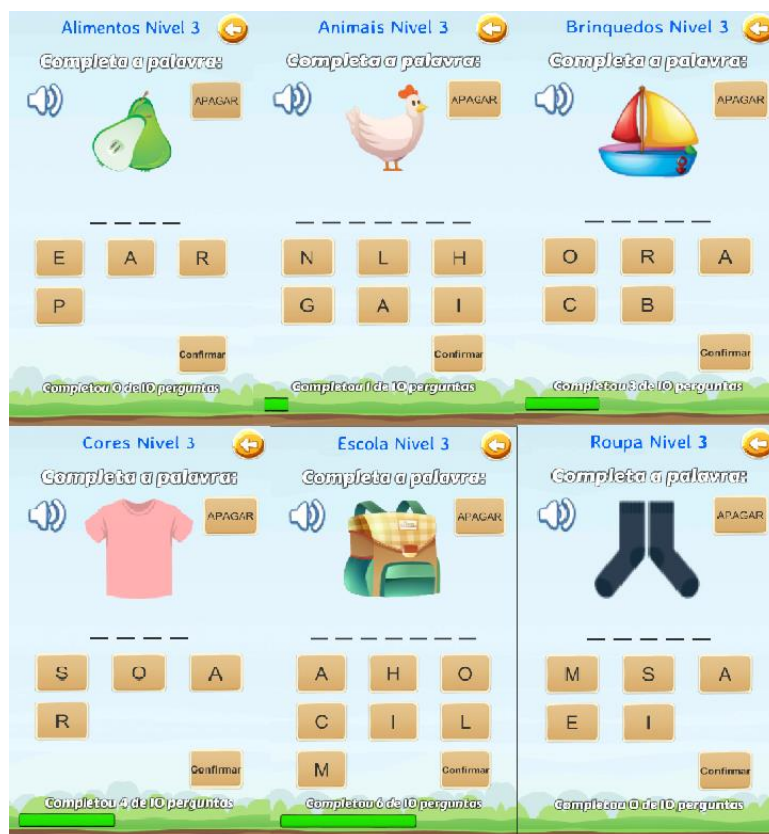 Alimentos Nivel 3
Completa a palavra:
APAGAR
_ _ _ _
E A R
P
Confirmar
Completou 0 de 10 perguntas
Animais Nivel 3
Completa a palavra:
APAGAR
_ _ _ _ _ _ _ _
N L H
G A I
Confirmar
Completou 1 de 10 perguntas
Brinquedos Nivel 3
Completa a palavra:
APAGAR
_ _ _ _ _
O R A
C B
Confirmar
Completou 3 de 10 perguntas
Cores Nivel 3
Completa a palavra:
APAGAR
_ _ _ _
S O A
R
Confirmar
Completou 4 de 10 perguntas
Escola Nivel 3
Completa a palavra:
APAGAR
_ _ _ _ _ _ _ _
A H O
C I L
M
Confirmar
Completou 6 de 10 perguntas
Roupa Nivel 3
Completa a palavra:
APAGAR
_ _ _ _ _
M S A
E I
Confirmar
Completou 0 de 10 perguntas